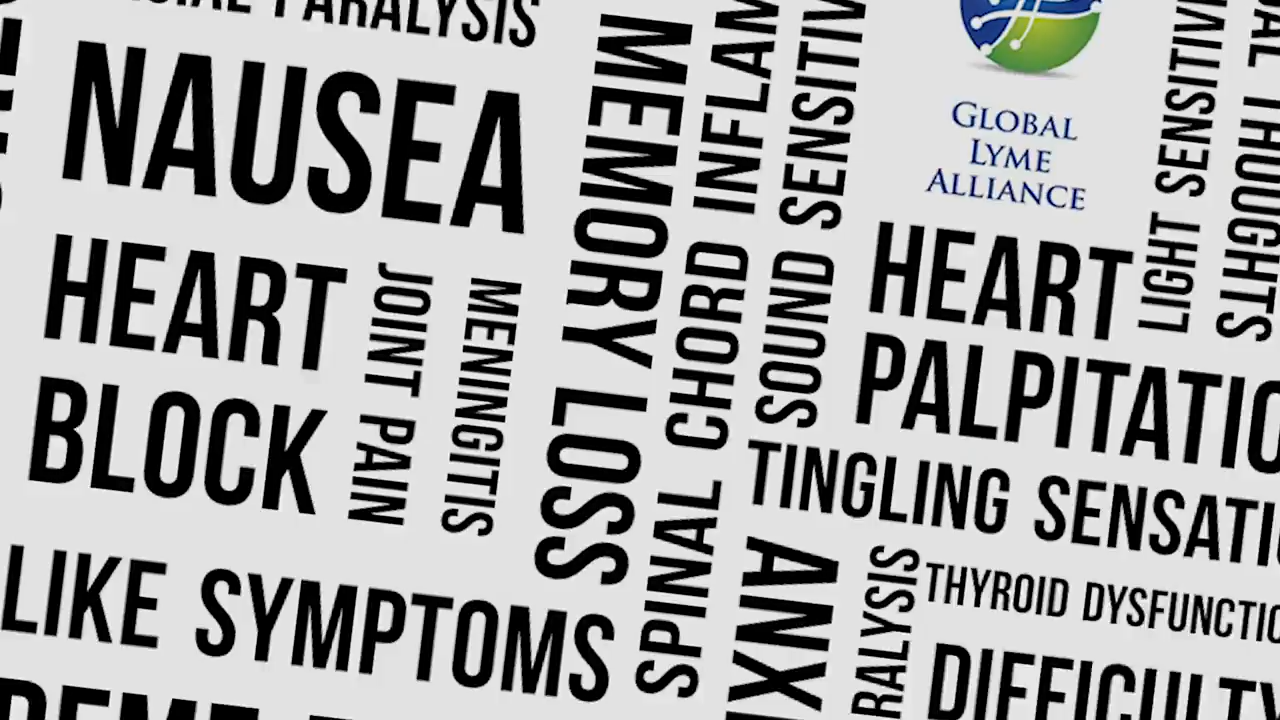 PARALYSIS
NAUSEA
HEART
BLOCK
JOINT PAIN
MENINGITIS
LIKE SYMPTOMS
MEMORY LOSS
SPINAL CHORD INFLAM
SOUND SENSITIV
GLOBAL
LYME
ALLIANCE
HEART
PALPITATIO
LIGHT SENSITIV
THOUGHTS
TINGLING SENSATI
ANX
RALYSIS
THYROID DYSFUNCTIO
DIFFICULTY